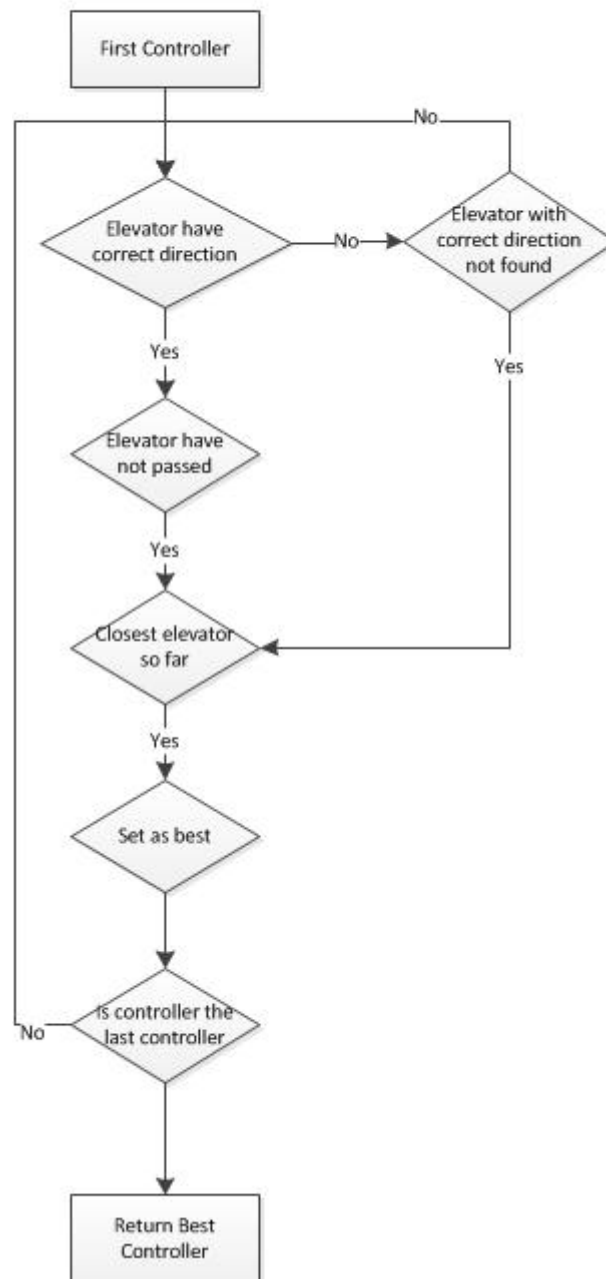 First Controller
No
Elevator have
correct direction
No
Elevator with
correct direction
not found
Yes
Yes
Elevator have
not passed
Yes
Closest elevator
so far
Yes
Set as best
Is controller the
last controller
No
Return Best
Controller